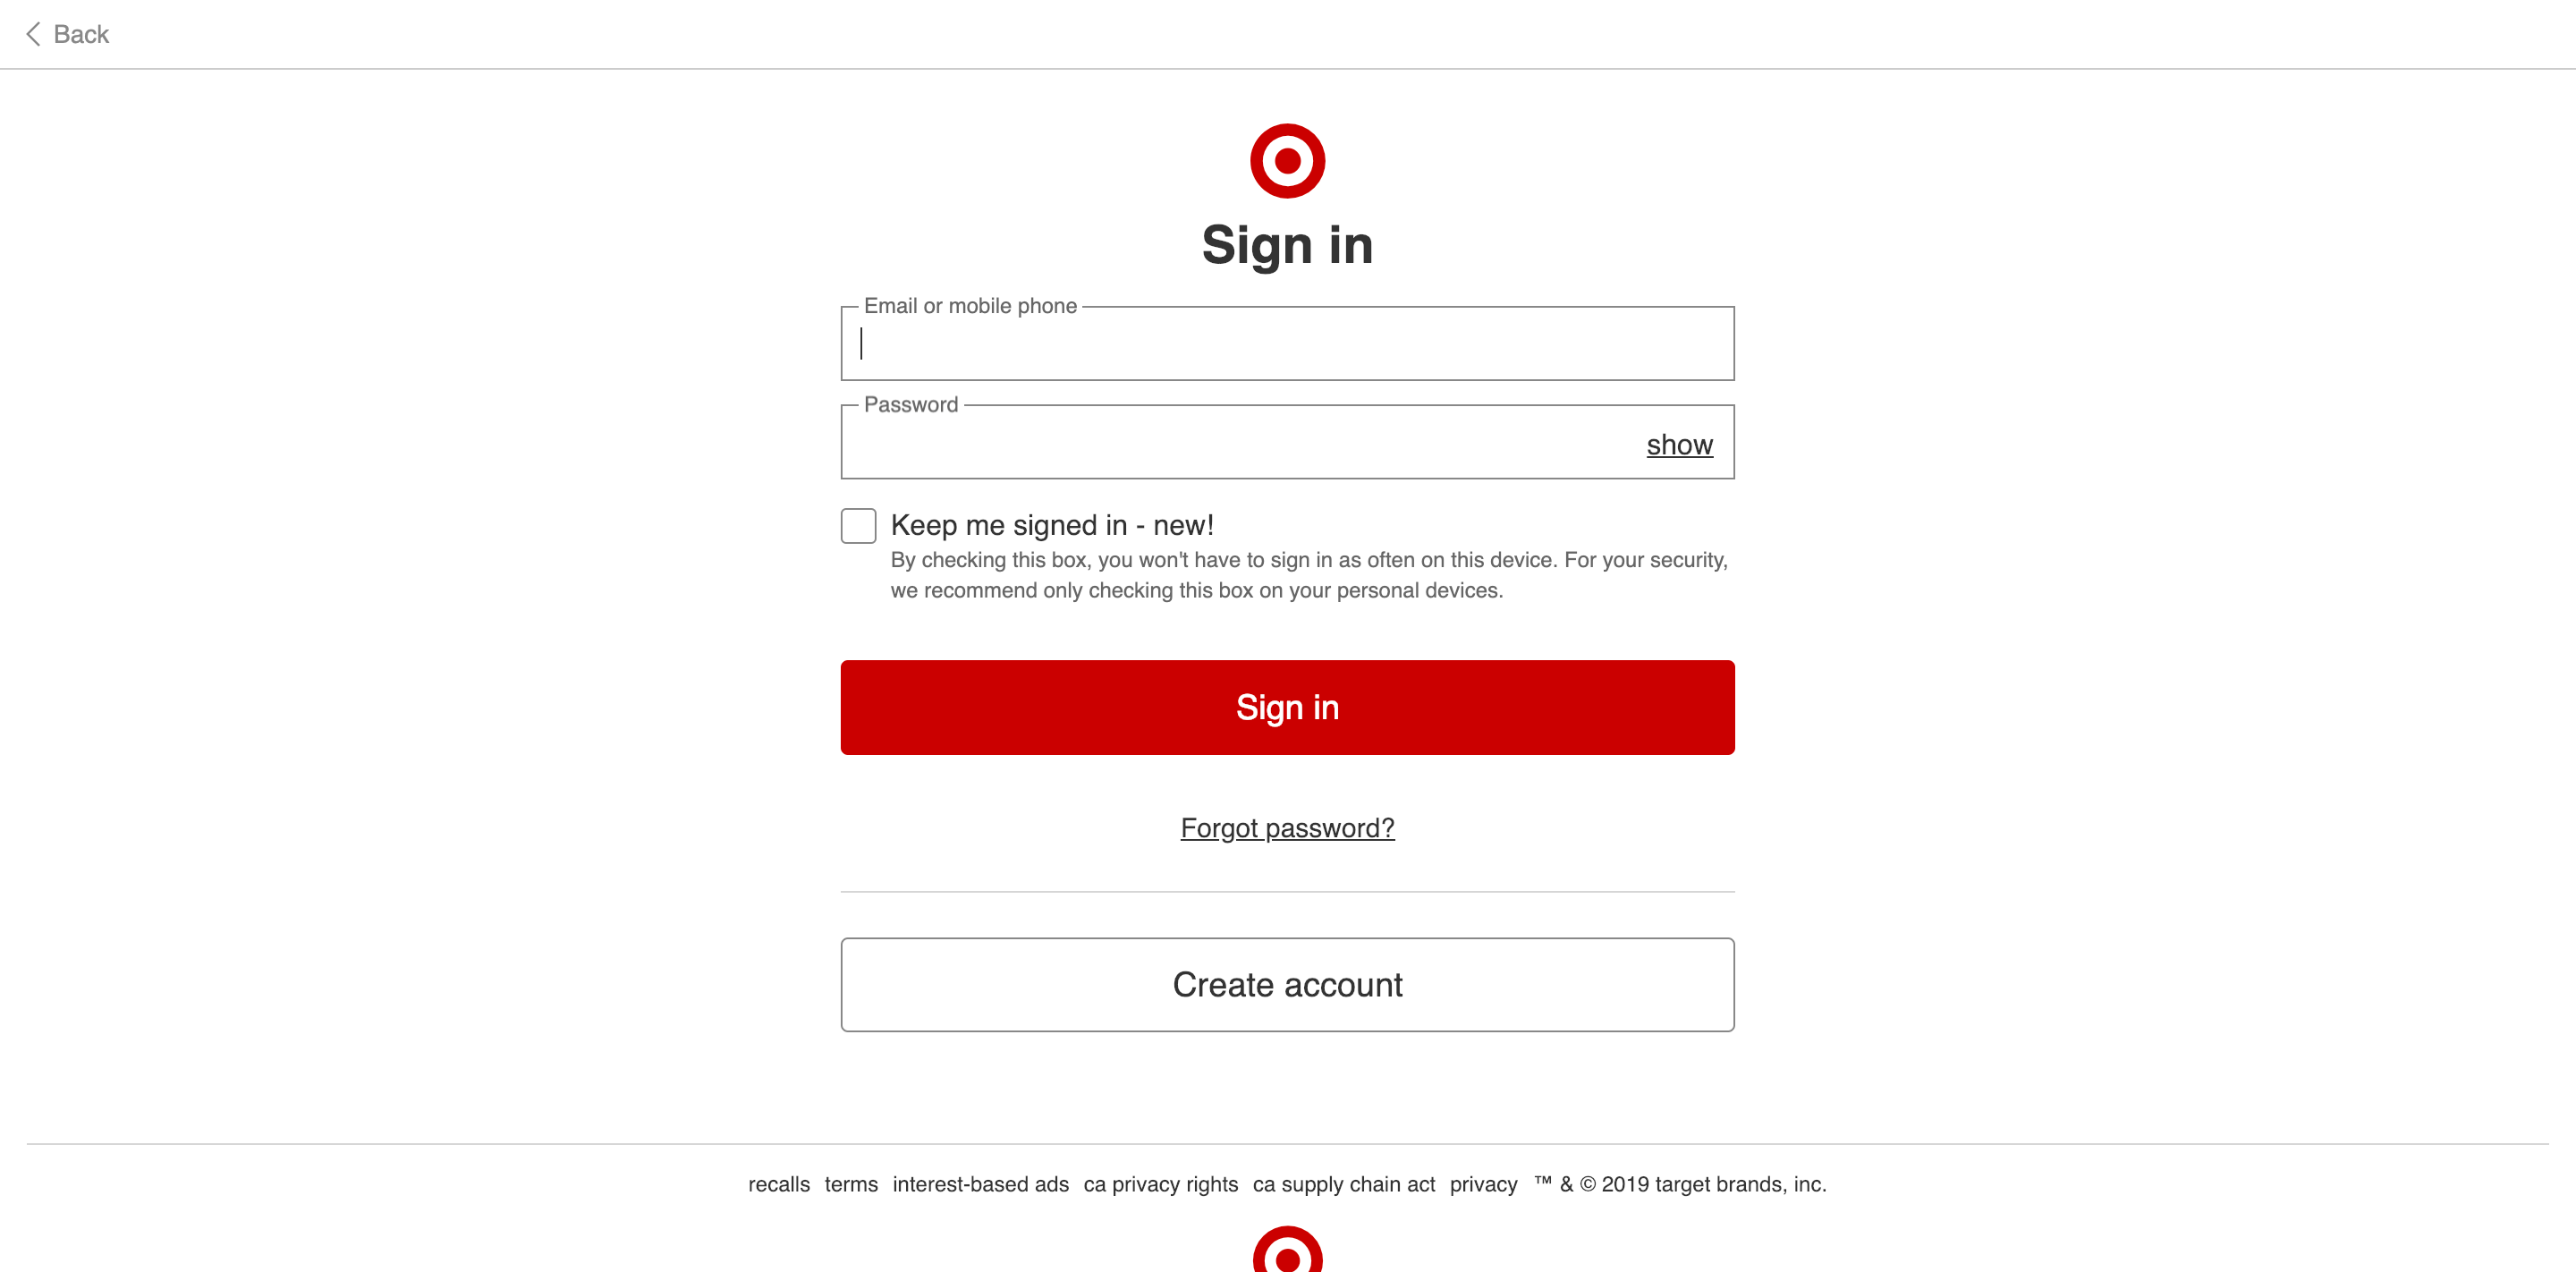 Back
Sign in
Email or mobile phone
Password
show
Keep me signed in - new!
By checking this box, you won't have to sign in as often on this device. For your security,
we recommend only checking this box on your personal devices.
Sign in
Forgot password?
Create account
recalls terms interest-based ads ca privacy rights ca supply chain act privacy ™ & © 2019 target brands, inc.